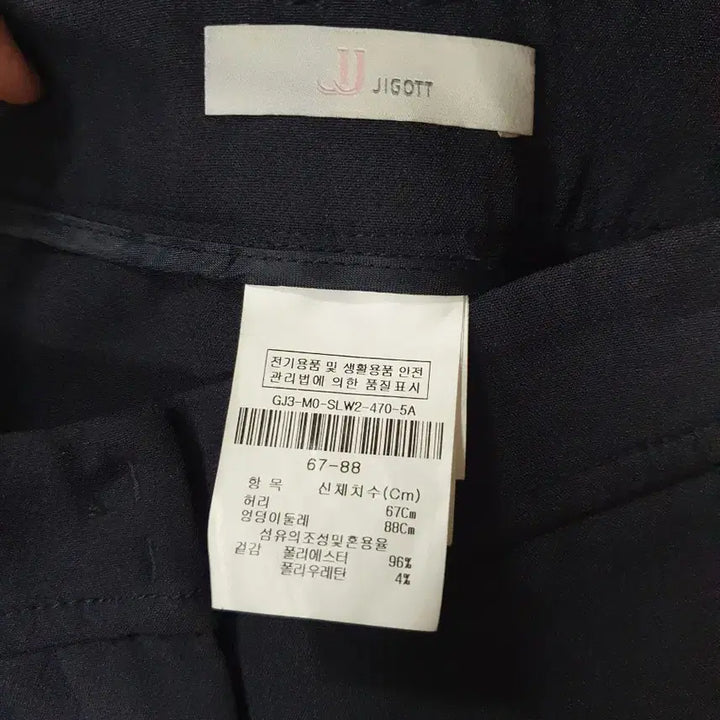 JJ JIGOTT
전기용품 및 생활용품 안전
관리법에 의한 품질표시
GJ3-M0-SLW2-470-5A
67-88
항 목 신체치수(Cm)
허리 67Cm
엉덩이둘레 88Cm
섬유의조성및혼용율
겉감 폴리에스터 96%
폴리우레탄 4%